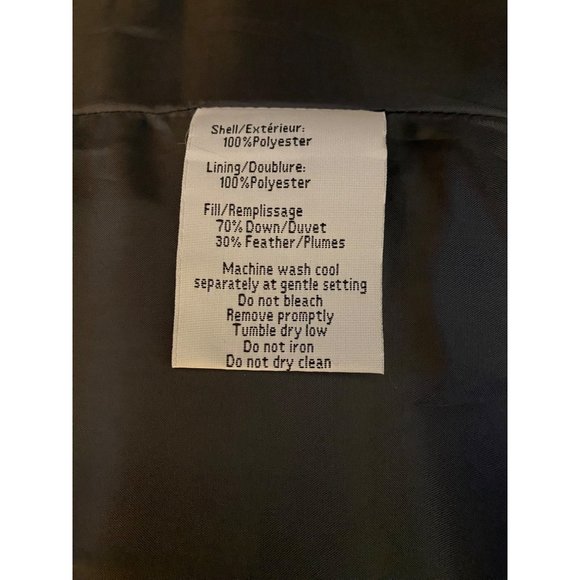 Shell/Extérieur:
100%Polyester
Lining/Doublure:
100%Polyester
Fill/Remplissage
70% Down/Duvet
30% Feather/Plumes
Machine wash cool
separately at gentle setting
Do not bleach
Remove promptly
Tumble dry low
Do not iron
Do not dry clean